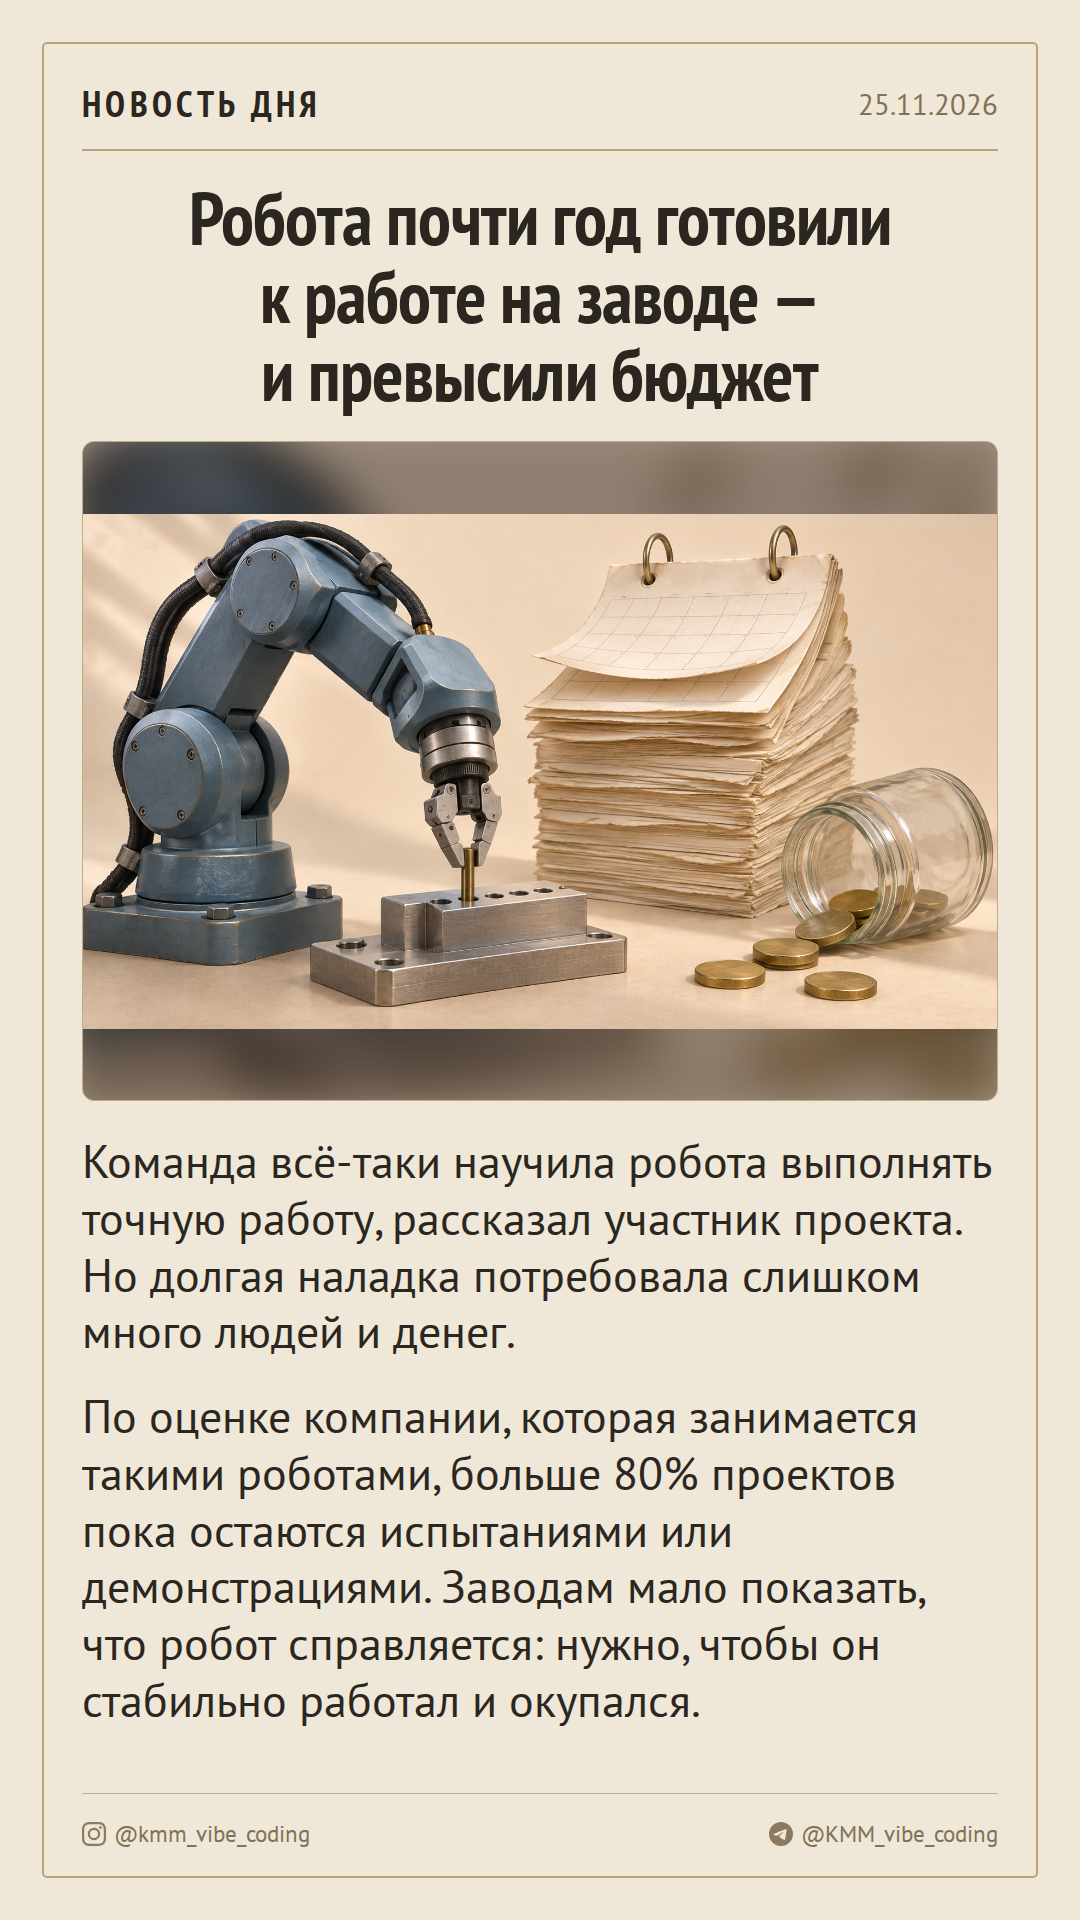 НОВОСТЬ ДНЯ
25.11.2026
Робота почти год готовили
к работе на заводе —
и превысили бюджет
Команда всё-таки научила робота выполнять
точную работу, рассказал участник проекта.
Но долгая наладка потребовала слишком
много людей и денег.
По оценке компании, которая занимается
такими роботами, больше 80% проектов
пока остаются испытаниями или
демонстрациями. Заводам мало показать,
что робот справляется: нужно, чтобы он
стабильно работал и окупался.
@kmm_vibe_coding
@KMM_vibe_coding